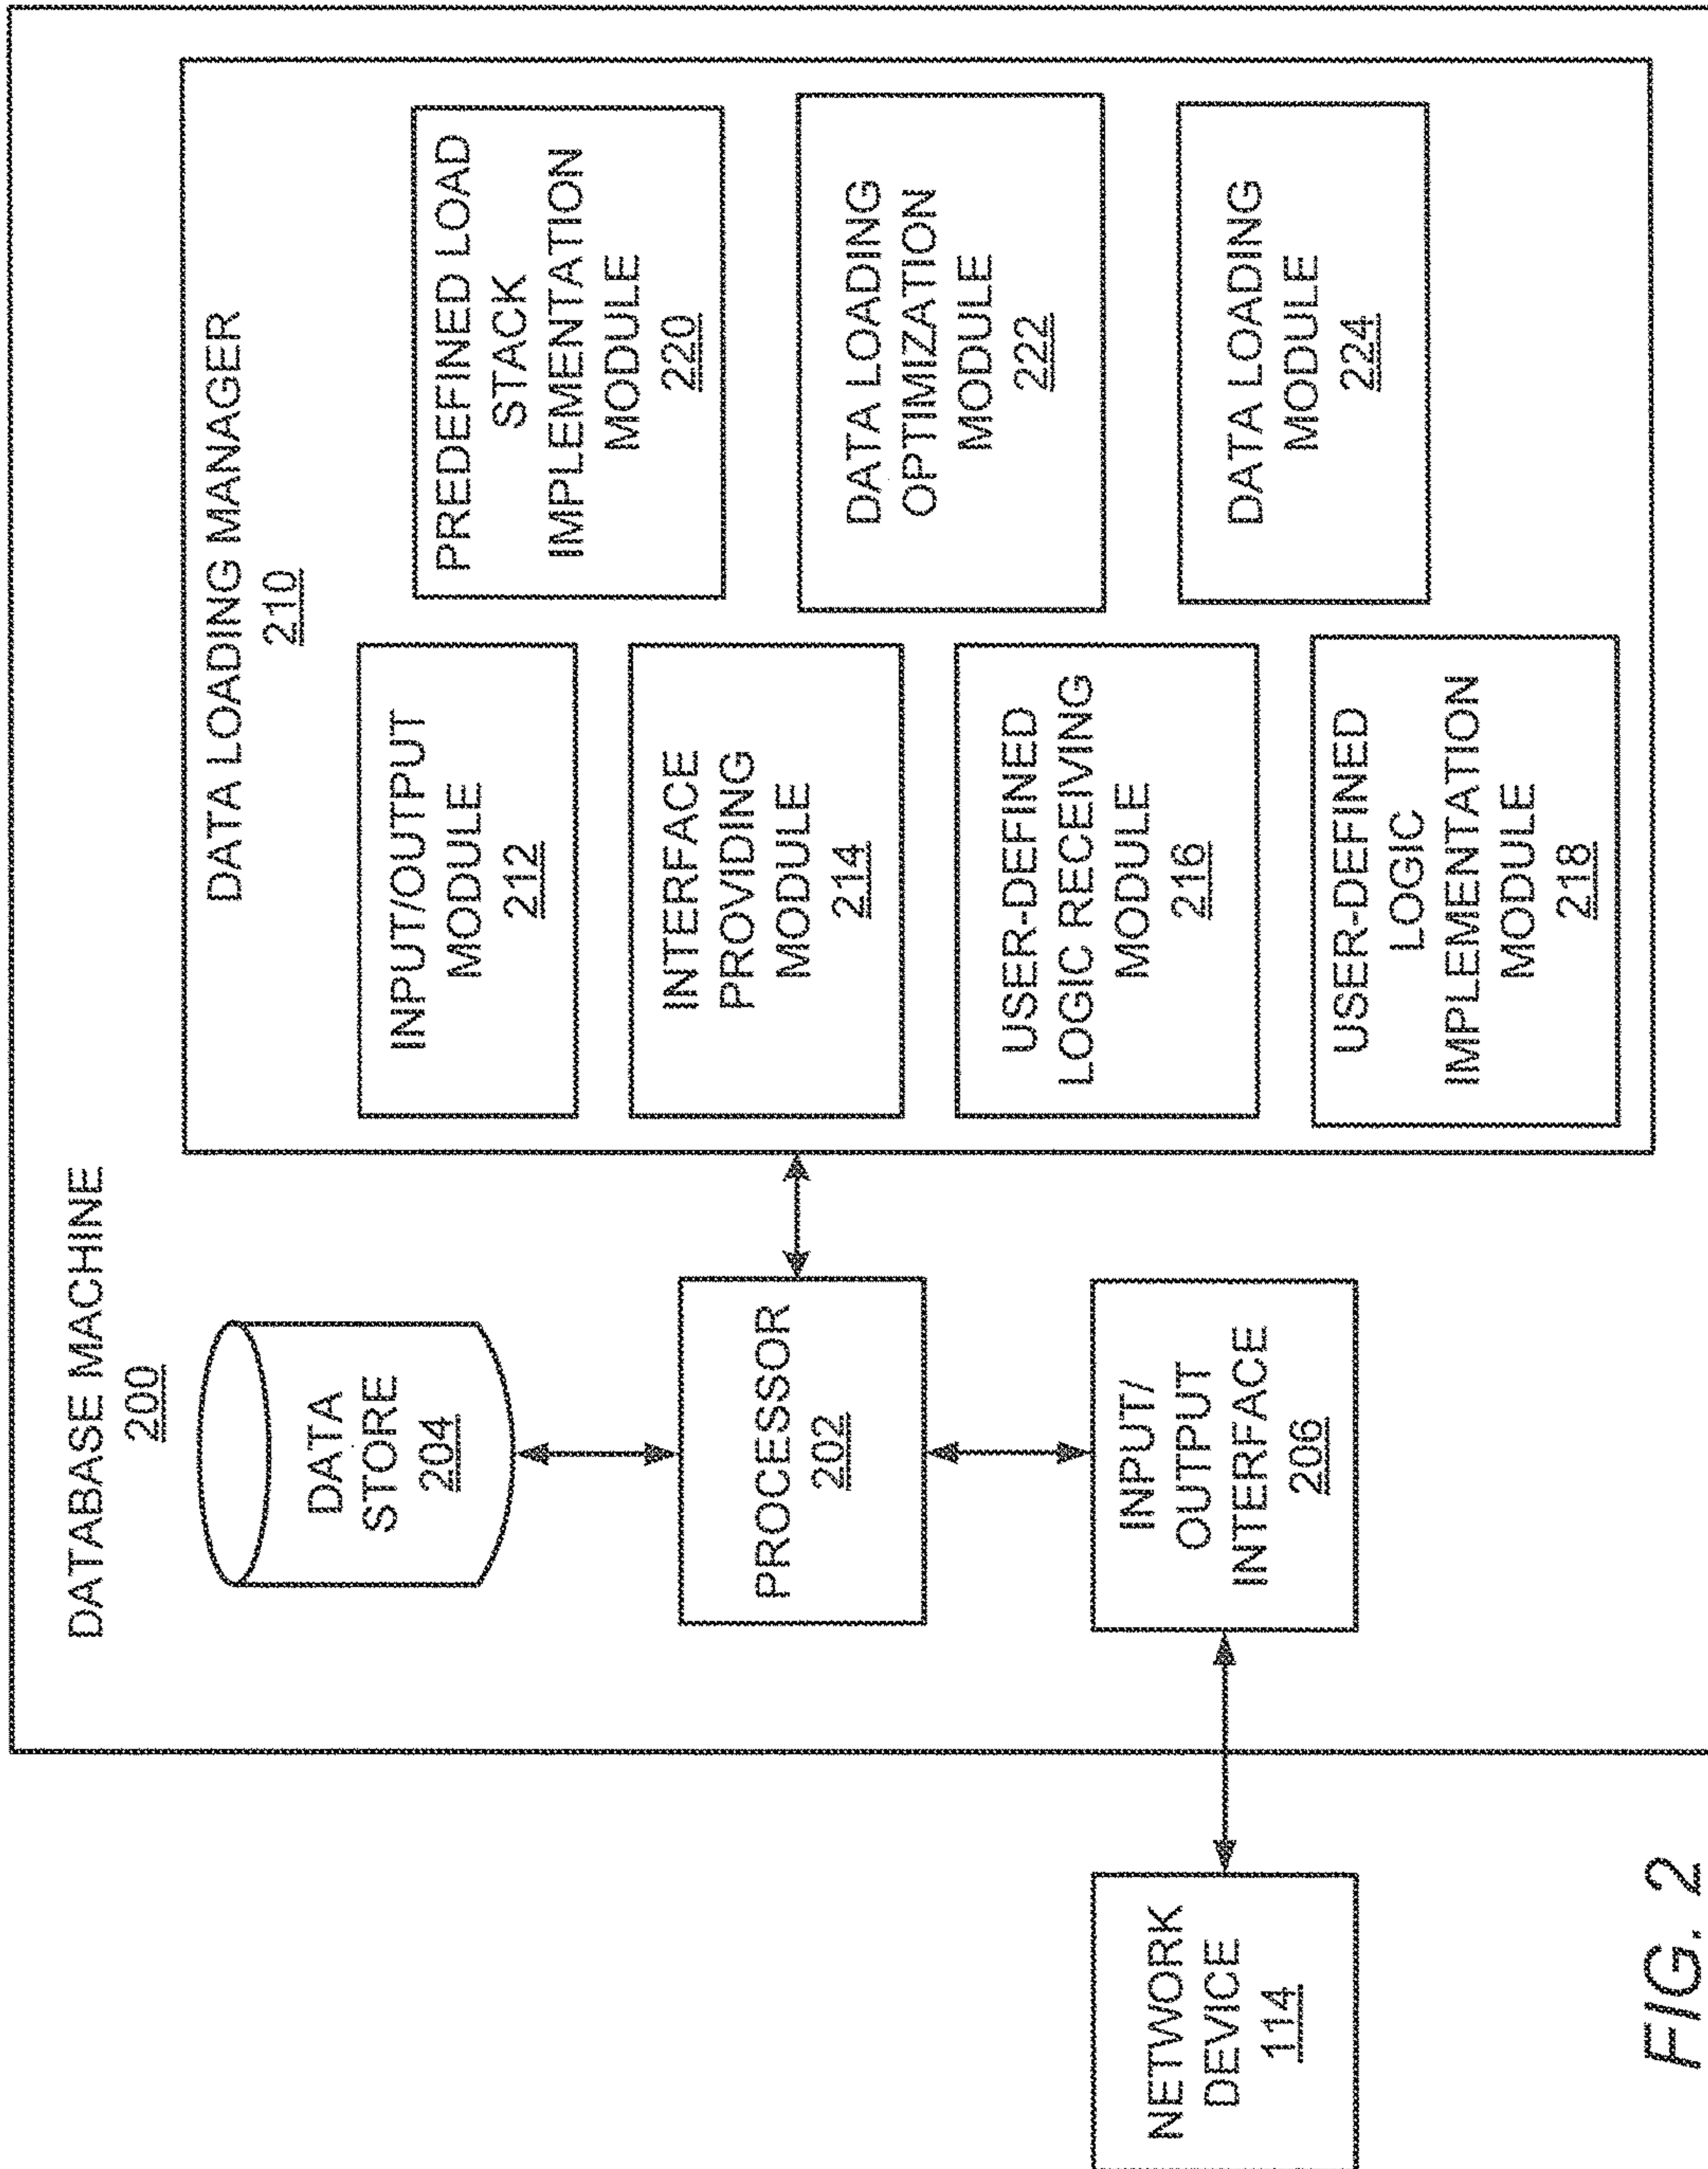 DATABASE MACHINE
200
DATA
STORE
204
PROCESSOR
202
INPUT/
OUTPUT
INTERFACE
206
NETWORK
DEVICE
114
DATA LOADING MANAGER
210
INPUT/OUTPUT
MODULE
212
INTERFACE
PROVIDING
MODULE
214
USER-DEFINED
LOGIC RECEIVING
MODULE
216
USER-DEFINED
LOGIC
IMPLEMENTATION
MODULE
218
PREDEFINED LOAD
STACK
IMPLEMENTATION
MODULE
220
DATA LOADING
OPTIMIZATION
MODULE
222
DATA LOADING
MODULE
224
FIG. 2